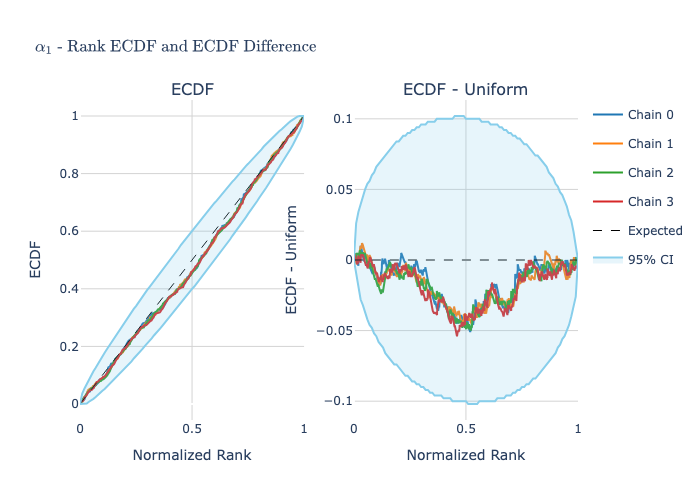 α₁ - Rank ECDF and ECDF Difference
ECDF
ECDF - Uniform
1
0.8
0.6
0.4
0.2
0
ECDF
0
0.5
1
Normalized Rank
0.1
0.05
0
−0.05
−0.1
ECDF - Uniform
0
0.5
1
Normalized Rank
Chain 0
Chain 1
Chain 2
Chain 3
Expected
95% CI